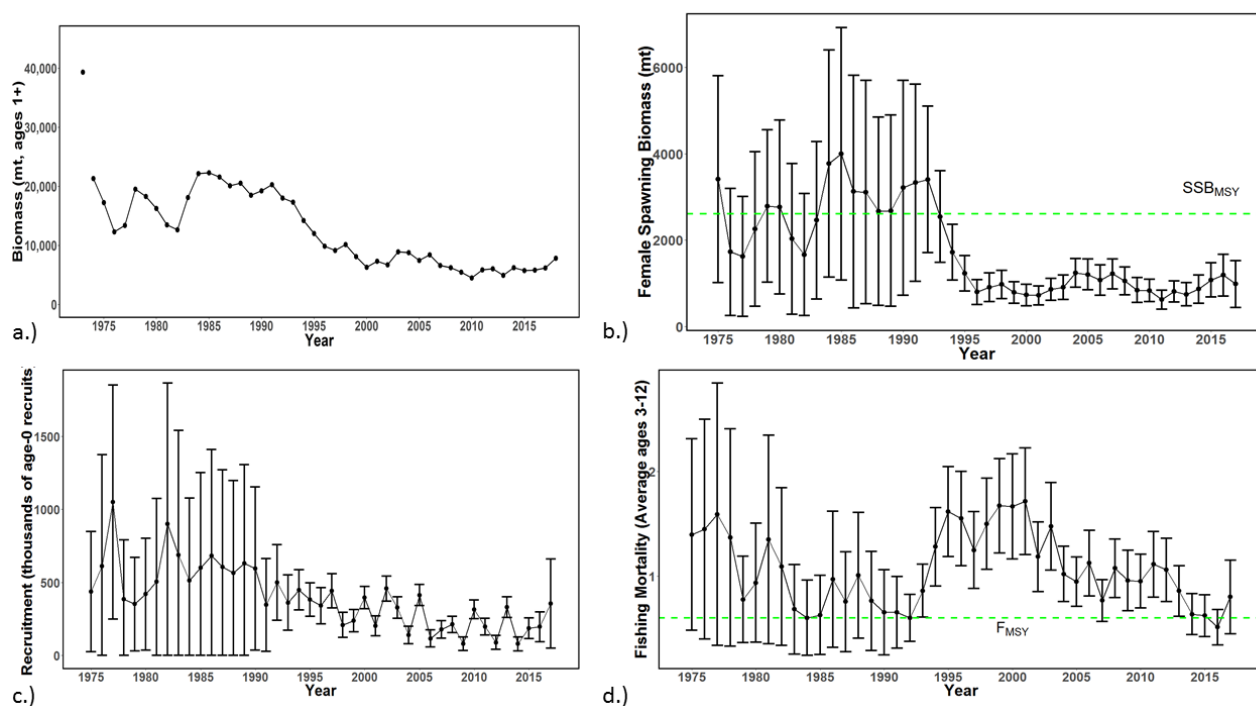 Biomass (mt, ages 1+)
40,000
30,000
20,000
10,000
0
1975 1980 1985 1990 1995 2000 2005 2010 2015
Year
a.)
Female Spawning Biomass (mt)
6000
4000
2000
0
SSBMSY
1975 1980 1985 1990 1995 2000 2005 2010 2015
Year
b.)
Recruitment (thousands of age-0 recruits)
1500
1000
500
0
1975 1980 1985 1990 1995 2000 2005 2010 2015
Year
c.)
Fishing Mortality (Average ages 3-12)
2
1
FMSY
1975 1980 1985 1990 1995 2000 2005 2010 2015
Year
d.)